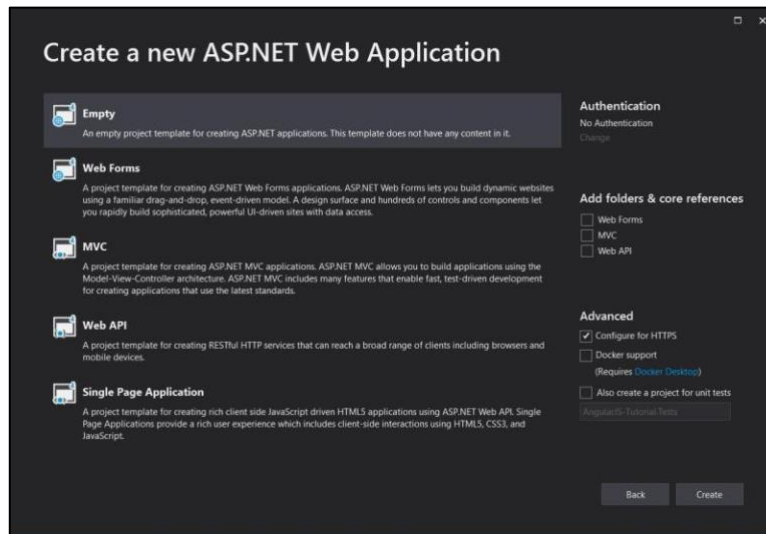 Create a new ASP.NET Web Application
Empty
An empty project template for creating ASP.NET applications. This template does not have any content in it.
Web Forms
A project template for creating ASP.NET Web Forms applications. ASP.NET Web Forms lets you build dynamic websites
using a familiar drag-and-drop, event-driven model. A design surface and hundreds of controls and components let
you rapidly build sophisticated, powerful UI-driven sites with data access.
MVC
A project template for creating ASP.NET MVC applications. ASP.NET MVC allows you to build applications using the
Model-View-Controller architecture. ASP.NET MVC includes many features that enable fast, test-driven development
for creating applications that use the latest standards.
Web API
A project template for creating RESTful HTTP services that can reach a broad range of clients including browsers and
mobile devices.
Single Page Application
A project template for creating rich client side JavaScript driven HTML5 applications using ASP.NET Web API. Single
Page Applications provide a rich user experience which includes client-side interactions using HTML5, CSS3, and
JavaScript.
Authentication
No Authentication
Change
Add folders & core references
Web Forms
MVC
Web API
Advanced
Configure for HTTPS
Docker support
(Requires Docker Desktop)
Also create a project for unit tests
AngularJS-Tutorial.Tests
Back
Create